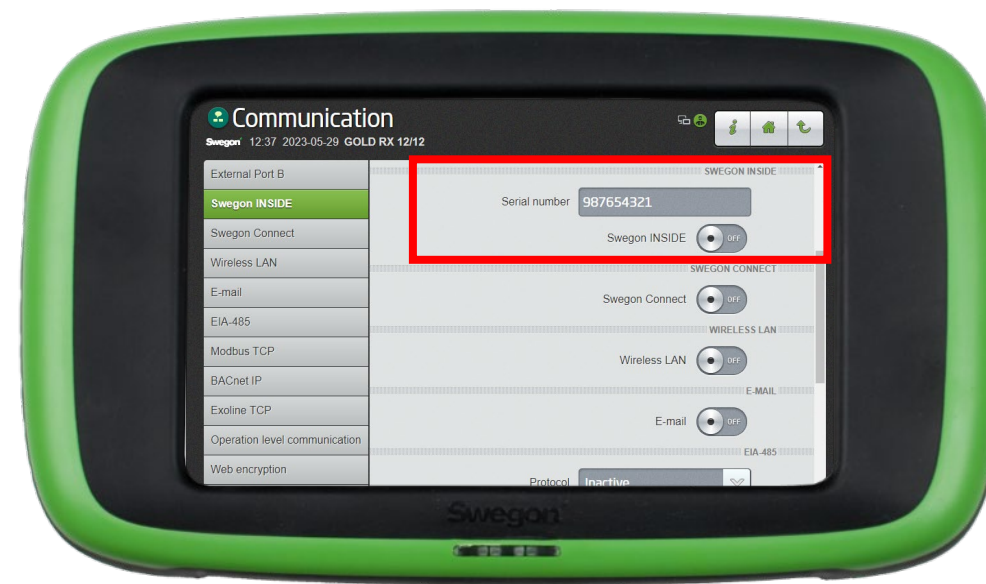 Communication
Swegon 12:37 2023-05-29 GOLD RX 12/12
External Port B
Swegon INSIDE
Swegon Connect
Wireless LAN
E-mail
EIA-485
Modbus TCP
BACnet IP
Exoline TCP
Operation level communication
Web encryption
SWEGON INSIDE
Serial number 987654321
Swegon INSIDE OFF
SWEGON CONNECT
Swegon Connect OFF
WIRELESS LAN
Wireless LAN OFF
E-MAIL
E-mail OFF
EIA-485
Protocol Inactive
Swegon